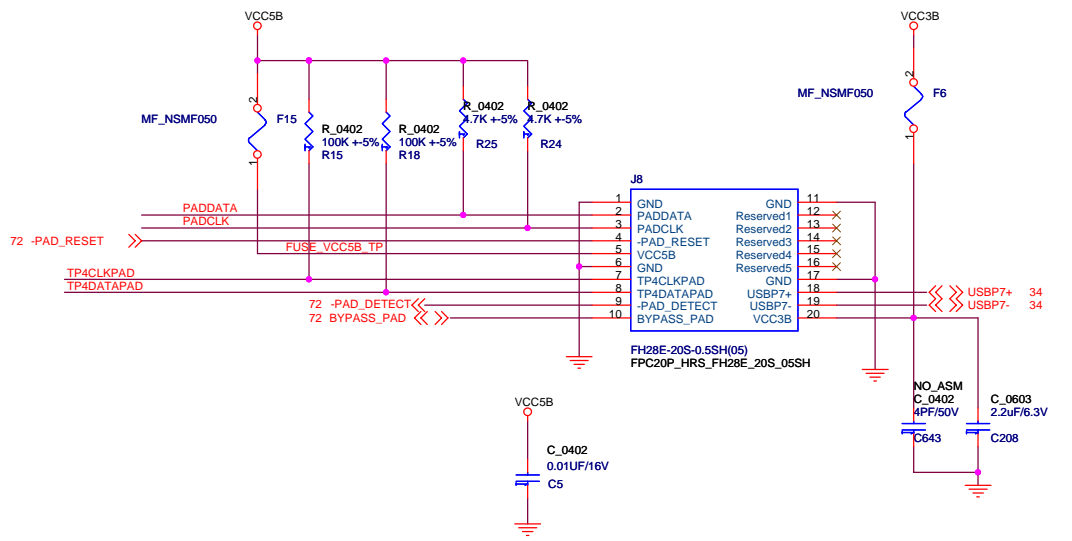 VCC5B
VCC3B
2
MF_NSMF050
F15
1
R_0402
100K +-5%
R15
R_0402
100K +-5%
R18
R_0402
4.7K +-5%
R25
R_0402
4.7K +-5%
R24
2
MF_NSMF050
F6
1
J8
PADDATA
PADCLK
72 -PAD_RESET
FUSE_VCC5B_TP
TP4CLKPAD
TP4DATAPAD
72 -PAD_DETECT
72 BYPASS_PAD
1 GND
2 PADDATA
3 PADCLK
4 -PAD_RESET
5 VCC5B
6 GND
7 TP4CLKPAD
8 TP4DATAPAD
9 -PAD_DETECT
10 BYPASS_PAD
GND 11
Reserved1 12
Reserved2 13
Reserved3 14
Reserved4 15
Reserved5 16
GND 17
USBP7+ 18
USBP7- 19
VCC3B 20
USBP7+ 34
USBP7- 34
FH28E-20S-0.5SH(05)
FPC20P_HRS_FH28E_20S_05SH
NO_ASM
C_0402
4PF/50V
C643
C_0603
2.2uF/6.3V
C208
VCC5B
C_0402
0.01UF/16V
C5